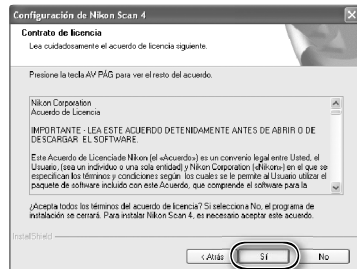 Configuración de Nikon Scan 4
Contrato de licencia
Lea cuidadosamente el acuerdo de licencia siguiente.
Presione la tecla AV PÁG para ver el resto del acuerdo.
Nikon Corporation
Acuerdo de Licencia
IMPORTANTE - LEA ESTE ACUERDO DETENIDAMENTE ANTES DE ABRIR O DE
DESCARGAR EL SOFTWARE.
Este Acuerdo de Licenciade Nikon (el «Acuerdo») es un convenio legal entre Usted, el
Usuario, (sea un individuo o una sola entidad) y Nikon Corporation («Nikon») en el que se
especifican los términos y condiciones según los cuales se le permite al Usuario utilizar el
paquete de software incluido con este Acuerdo, que comprende el software para la
¿Acepta todos los términos del acuerdo de licencia? Si selecciona No, el programa de
instalación se cerrará. Para instalar Nikon Scan 4, es necesario aceptar este acuerdo.
InstallShield
< Atrás Sí No